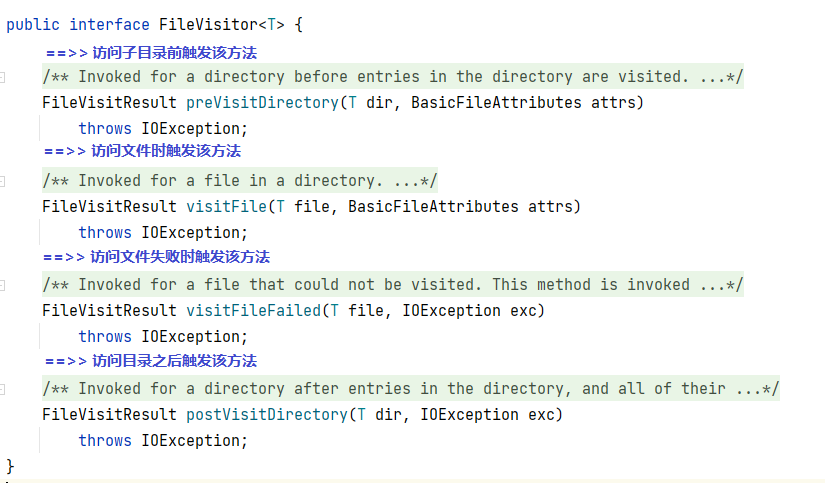 public interface FileVisitor<T> {
==>> 访问子目录前触发该方法
/** Invoked for a directory before entries in the directory are visited. ...*/
FileVisitResult preVisitDirectory(T dir, BasicFileAttributes attrs)
throws IOException;
==>> 访问文件时触发该方法
/** Invoked for a file in a directory. ...*/
FileVisitResult visitFile(T file, BasicFileAttributes attrs)
throws IOException;
==>> 访问文件失败时触发该方法
/** Invoked for a file that could not be visited. This method is invoked ...*/
FileVisitResult visitFileFailed(T file, IOException exc)
throws IOException;
==>> 访问目录之后触发该方法
/** Invoked for a directory after entries in the directory, and all of their ...*/
FileVisitResult postVisitDirectory(T dir, IOException exc)
throws IOException;
}